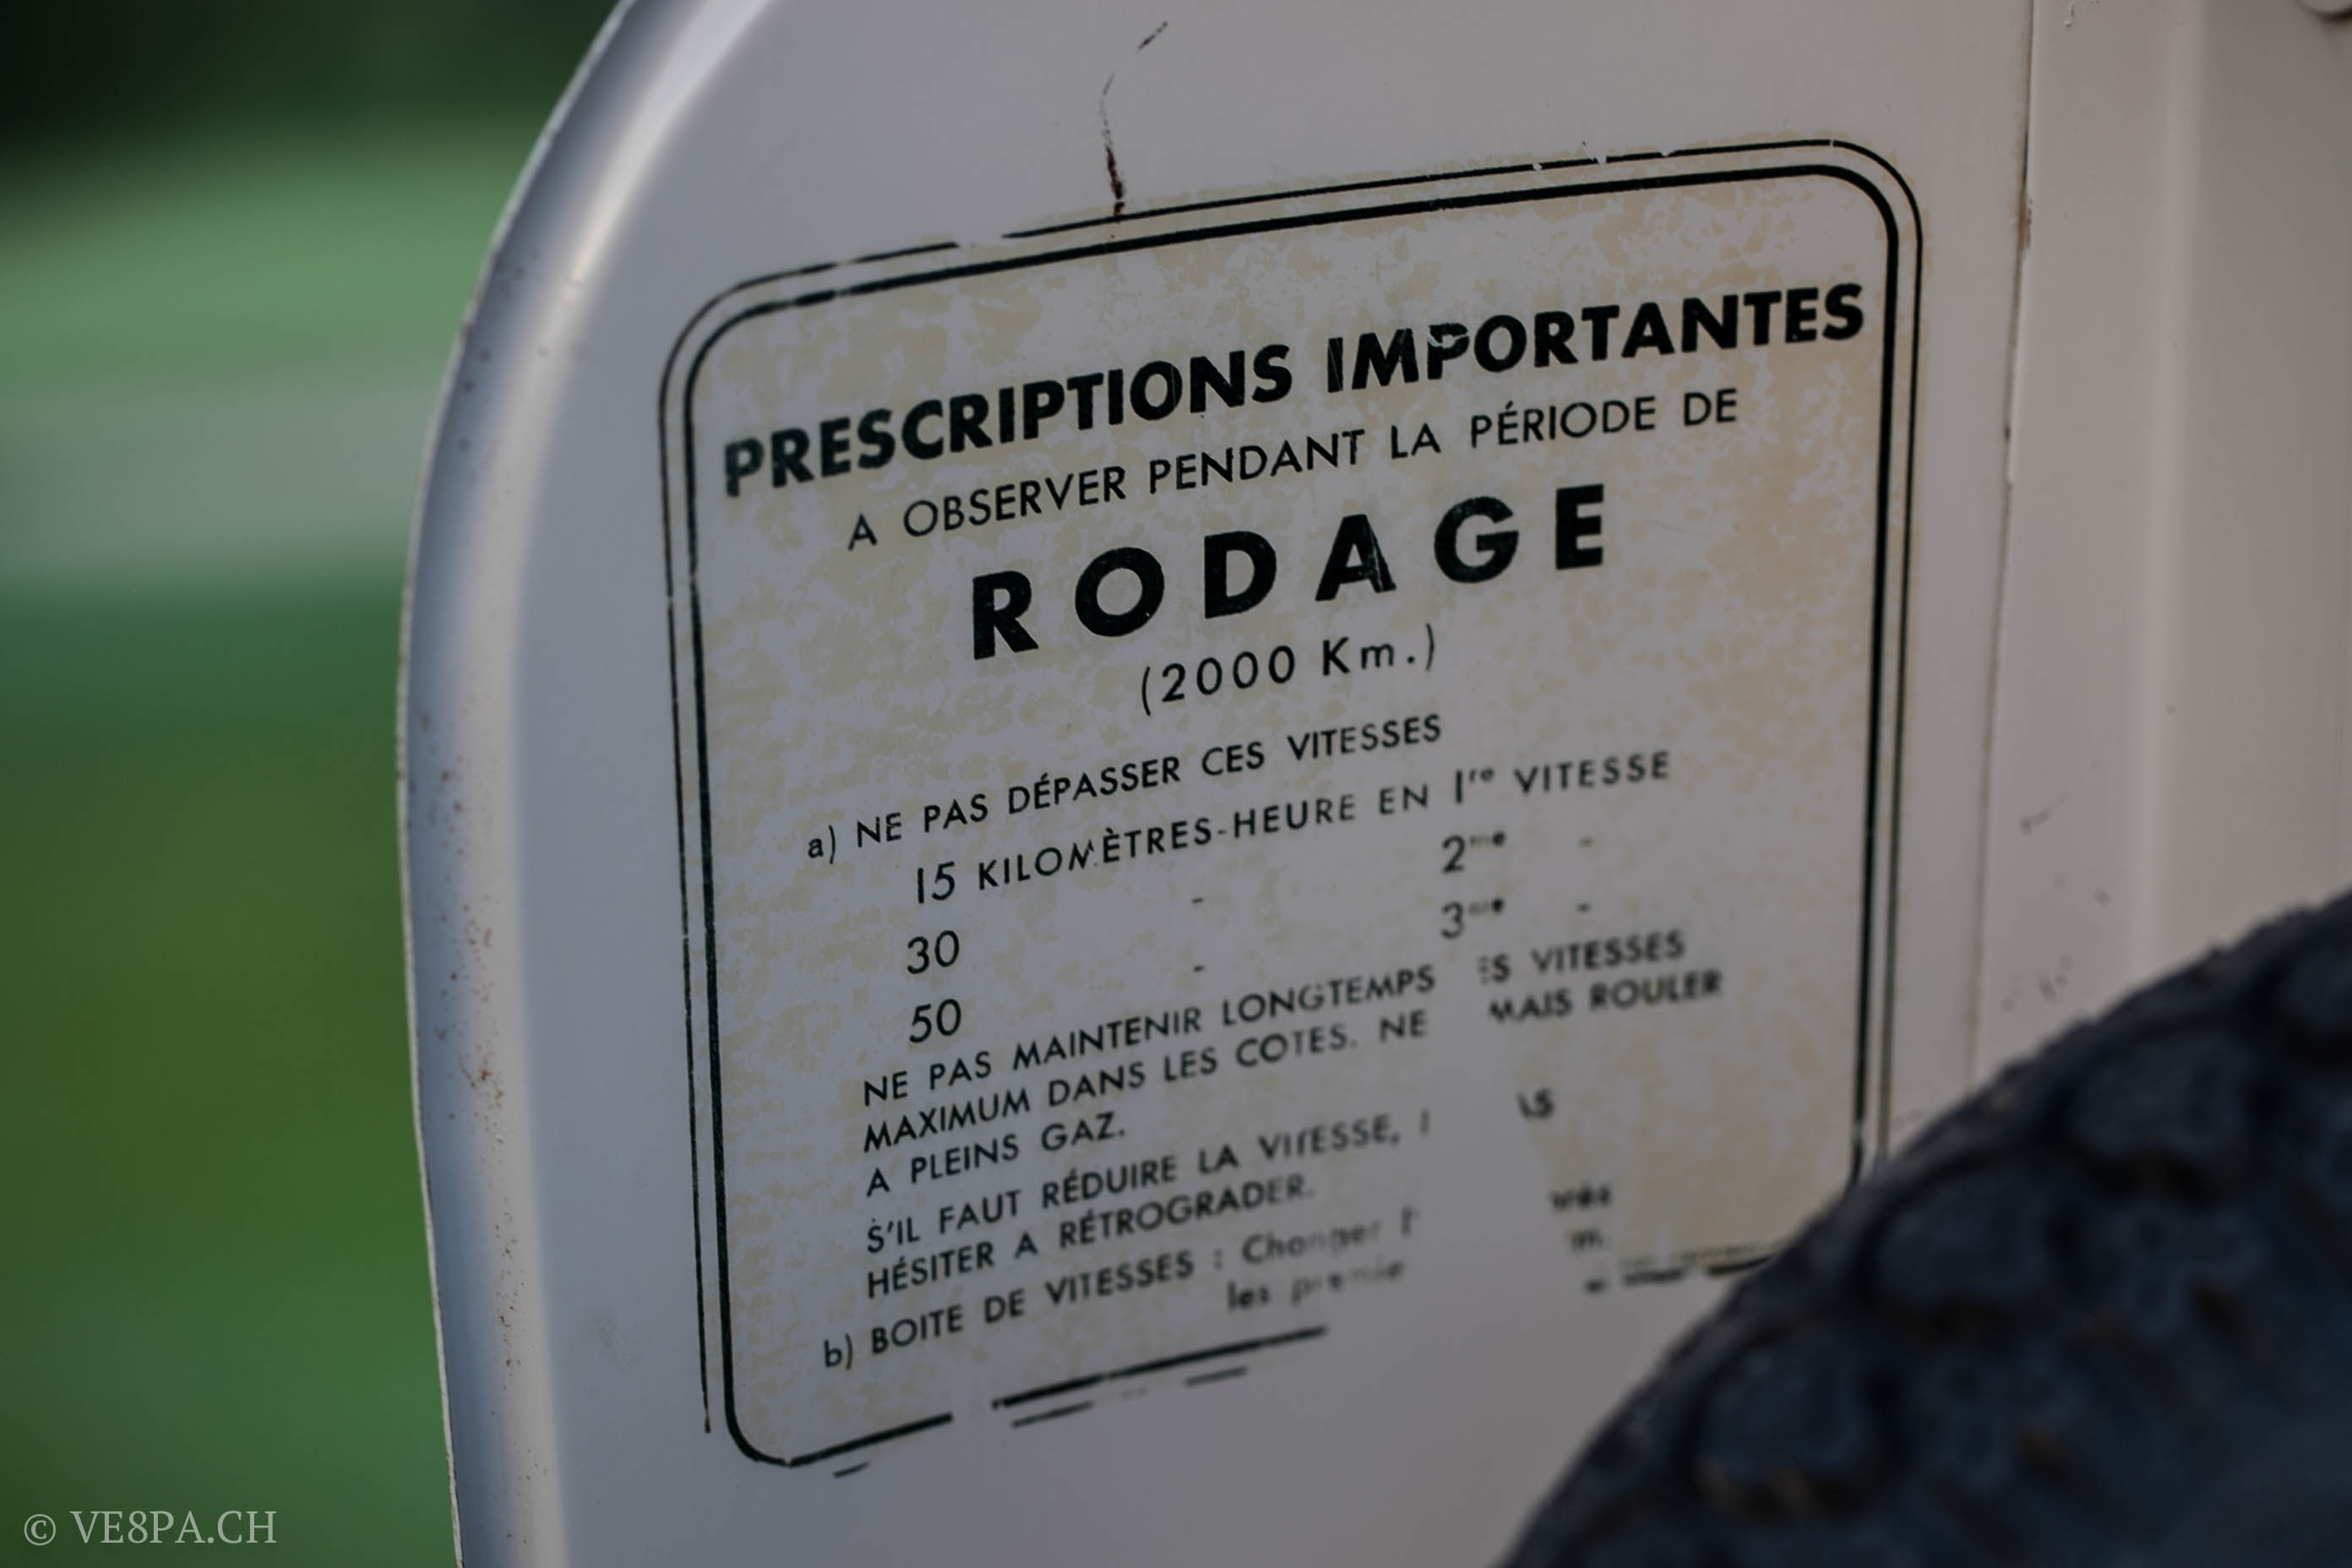 PRESCRIPTIONS IMPORTANTES
A OBSERVER PENDANT LA PÉRIODE DE
RODAGE
(2000 Km.)
a) NE PAS DÉPASSER CES VITESSES
15 KILOMÈTRES-HEURE EN 1re VITESSE
30 - 2me -
50 - 3me -
NE PAS MAINTENIR LONGTEMPS VITESSES
MAXIMUM DANS LES COTES. NE ROULER
A PLEINS GAZ.
S'IL FAUT RÉDUIRE LA VITESSE,
HÉSITER A RÉTROGRADER.
b) BOITE DE VITESSES : Changer
les
© VE8PA.CH